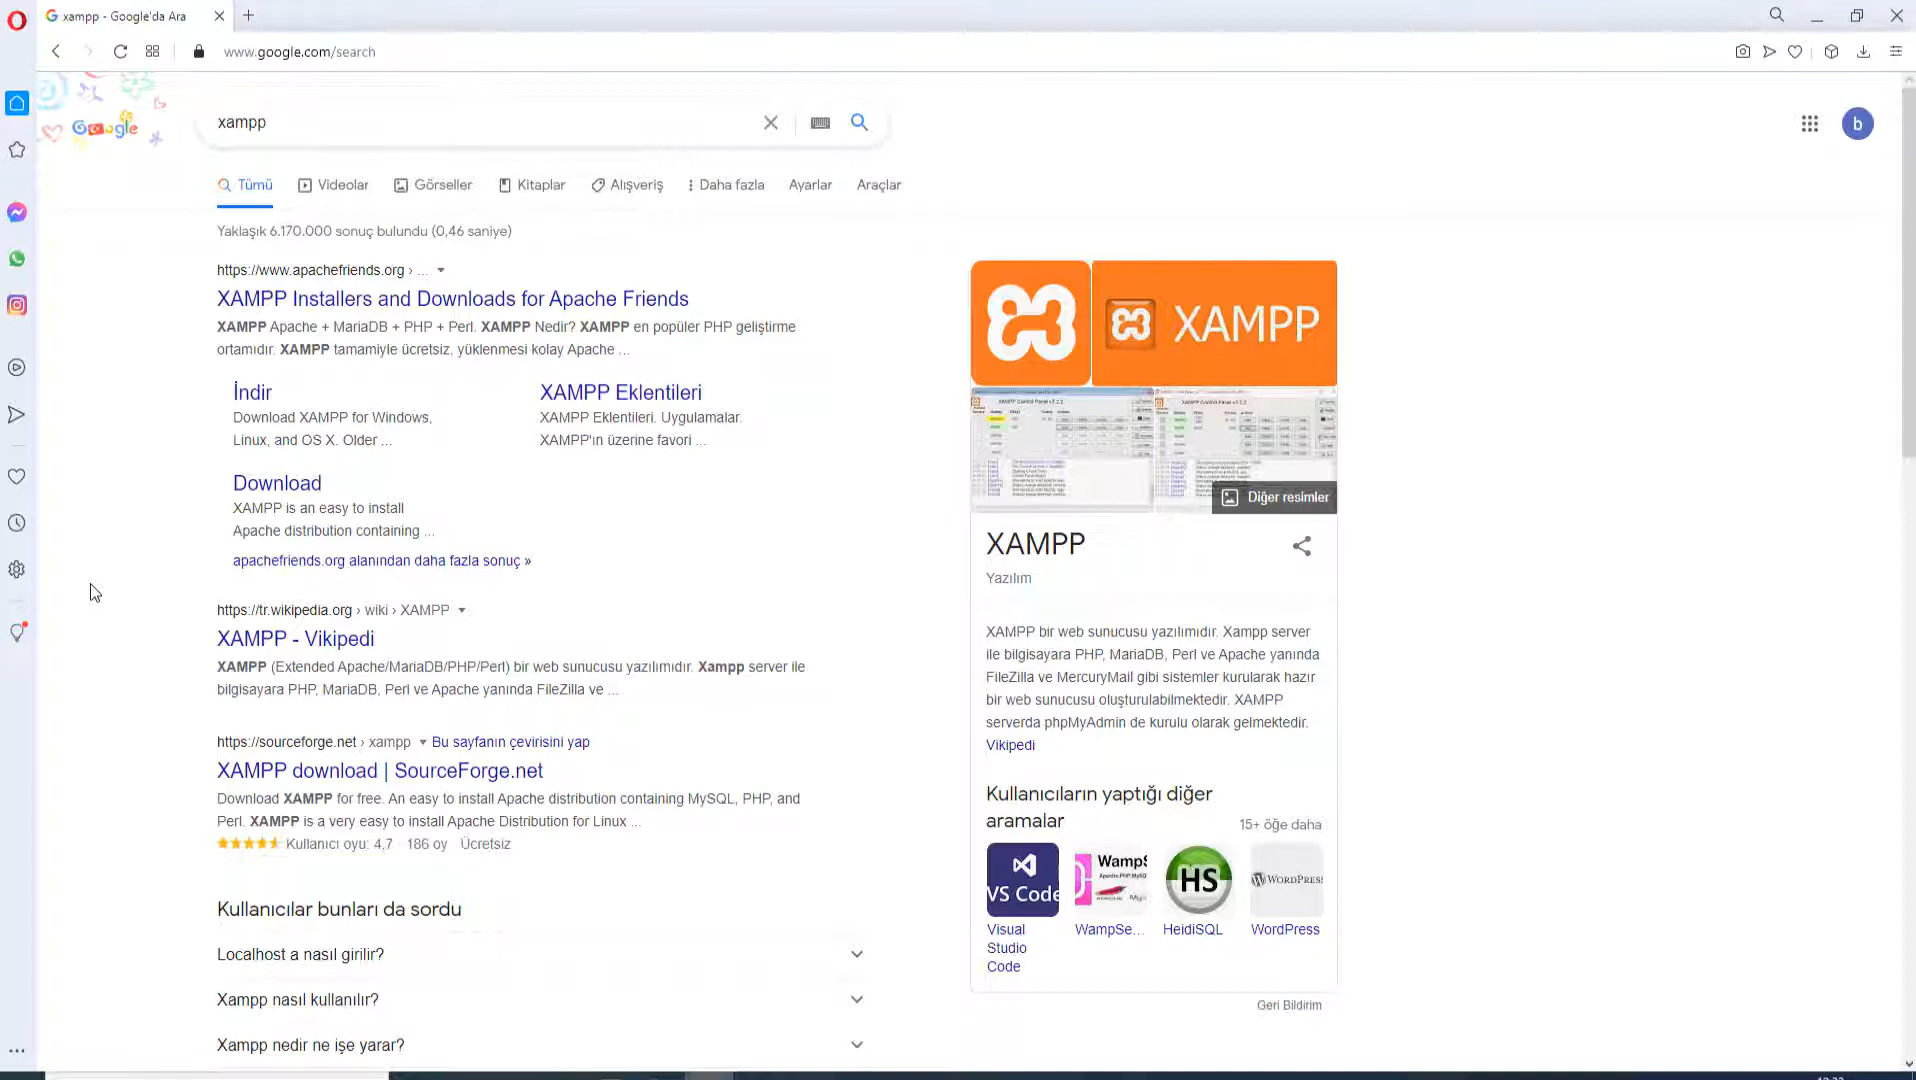 xampp - Google'da Ara
www.google.com/search
Google
xampp
b
Tümü
Videolar
Görseller
Kitaplar
Alışveriş
Daha fazla
Ayarlar
Araçlar
Yaklaşık 6.170.000 sonuç bulundu (0,46 saniye)
https://www.apachefriends.org › ...
XAMPP Installers and Downloads for Apache Friends
XAMPP Apache + MariaDB + PHP + Perl. XAMPP Nedir? XAMPP en popüler PHP geliştirme
ortamıdır. XAMPP tamamiyle ücretsiz, yüklenmesi kolay Apache ...
İndir
Download XAMPP for Windows,
Linux, and OS X. Older ...
XAMPP Eklentileri
XAMPP Eklentileri. Uygulamalar.
XAMPP'ın üzerine favori ...
Download
XAMPP is an easy to install
Apache distribution containing ...
apachefriends.org alanından daha fazla sonuç »
https://tr.wikipedia.org › wiki › XAMPP
XAMPP - Vikipedi
XAMPP (Extended Apache/MariaDB/PHP/Perl) bir web sunucusu yazılımıdır. Xampp server ile
bilgisayara PHP, MariaDB, Perl ve Apache yanında FileZilla ve ...
https://sourceforge.net › xampp Bu sayfanın çevirisini yap
XAMPP download | SourceForge.net
Download XAMPP for free. An easy to install Apache distribution containing MySQL, PHP, and
Perl. XAMPP is a very easy to install Apache Distribution for Linux ...
Kullanıcı oyu: 4,7 · 186 oy · Ücretsiz
Kullanıcılar bunları da sordu
Localhost a nasıl girilir?
Xampp nasıl kullanılır?
Xampp nedir ne işe yarar?
XAMPP
Diğer resimler
XAMPP
Yazılım
XAMPP bir web sunucusu yazılımıdır. Xampp server
ile bilgisayara PHP, MariaDB, Perl ve Apache yanında
FileZilla ve MercuryMail gibi sistemler kurularak hazır
bir web sunucusu oluşturulabilmektedir. XAMPP
serverda phpMyAdmin de kurulu olarak gelmektedir.
Vikipedi
Kullanıcıların yaptığı diğer
aramalar
15+ öğe daha
VS Code
WampS
HS
WORDPRESS
Visual
Studio
Code
WampSe...
HeidiSQL
WordPress
Geri Bildirim